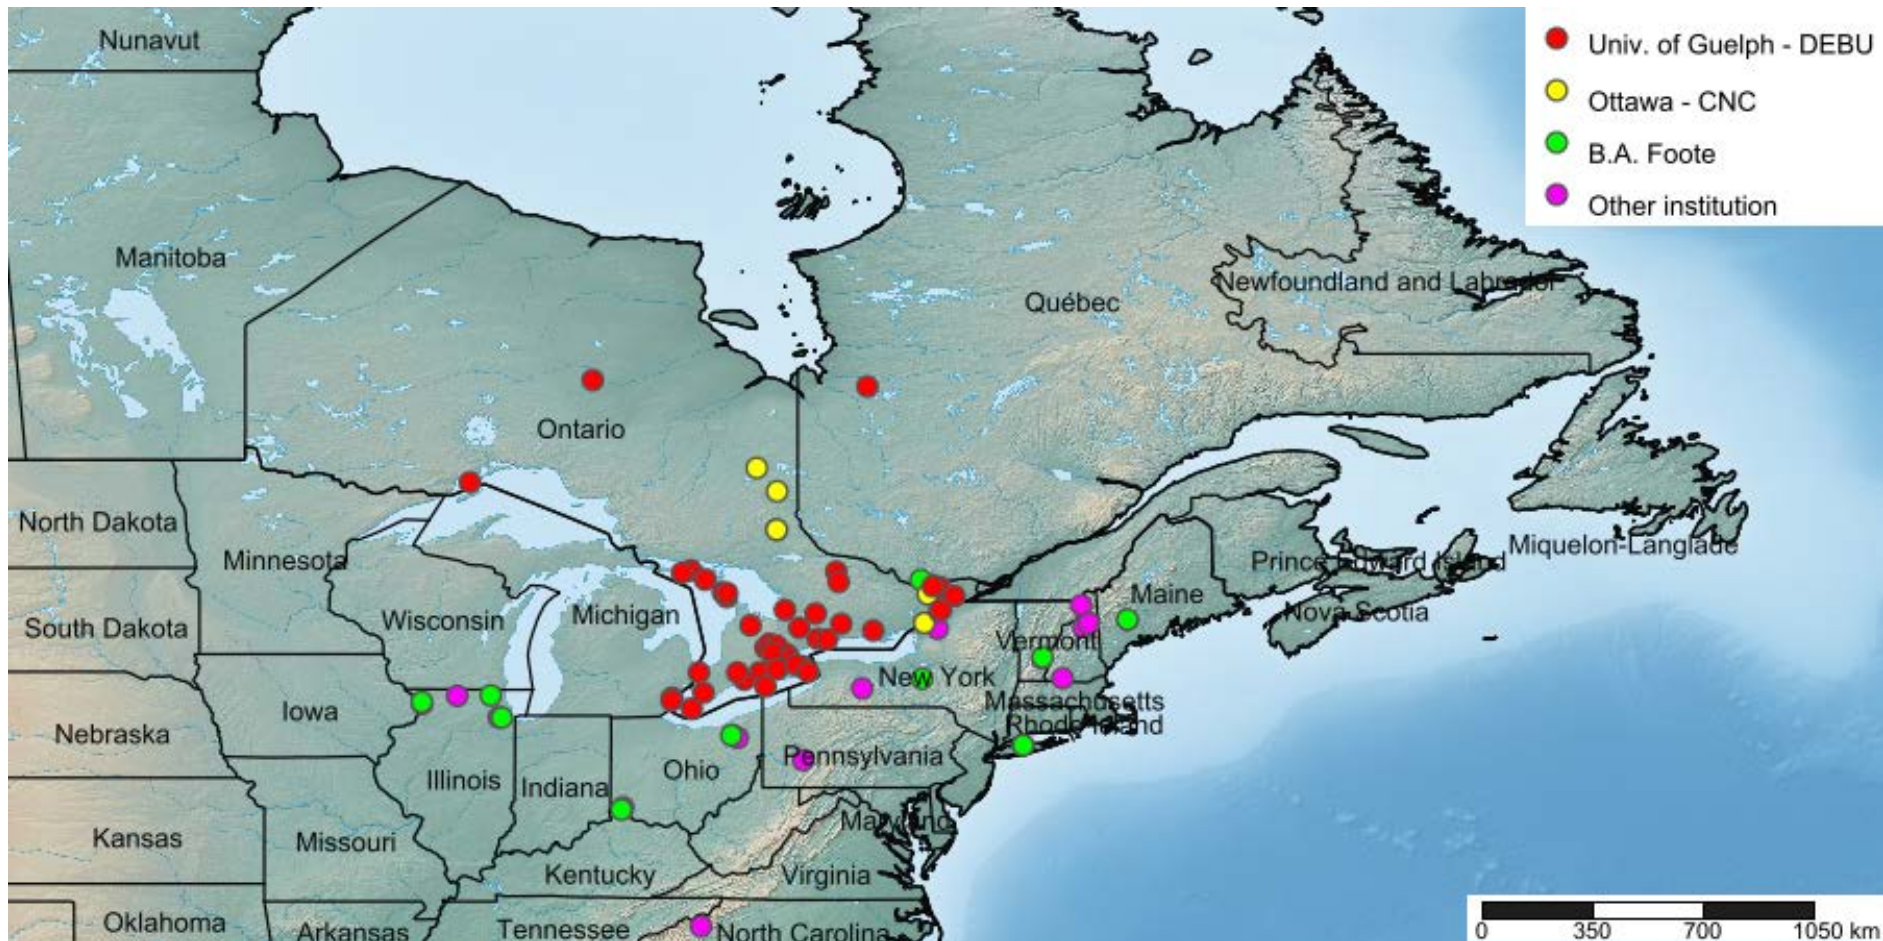 Nunavut
Univ. of Guelph - DEBU
Ottawa - CNC
B.A. Foote
Other institution
Manitoba
Newfoundland and Labrador
Québec
Ontario
North Dakota
Minnesota
Miquelon-Langlade
Prince Edward Island
Maine
Nova Scotia
South Dakota
Wisconsin
Michigan
Vermont
New York
Massachusetts
Rhode Island
Iowa
Nebraska
Pennsylvania
Ohio
Illinois
Indiana
Maryland
Kansas
Missouri
Kentucky
Virginia
Oklahoma
Arkansas
Tennessee
North Carolina
0 350 700 1050 km